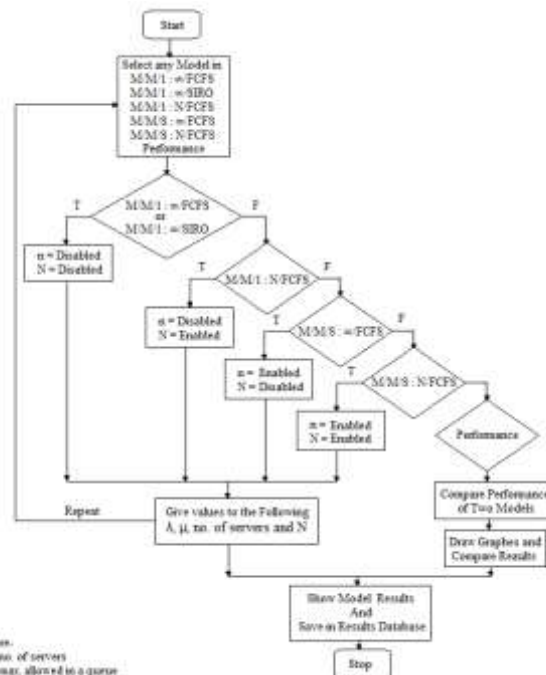 Start
Select any Model in
M/M/1 : ∞/FCFS
M/M/1 : ∞/SIRO
M/M/1 : N/FCFS
M/M/S : ∞/FCFS
M/M/S : N/FCFS
Performance
T
M/M/1 : ∞/FCFS
or
M/M/1 : ∞/SIRO
F
n = Disabled
N = Disabled
T
M/M/1 : N/FCFS
F
n = Disabled
N = Enabled
T
M/M/S : ∞/FCFS
F
n = Enabled
N = Disabled
T
M/M/S : N/FCFS
n = Enabled
N = Enabled
Performance
Repeat
Give values to the Following
λ, μ, no. of servers and N
Compare Performance
of Two Models
Draw Graphes and
Compare Results
Show Model Results
And
Save in Results Database
Stop
no. of servers
max. allowed in a queue